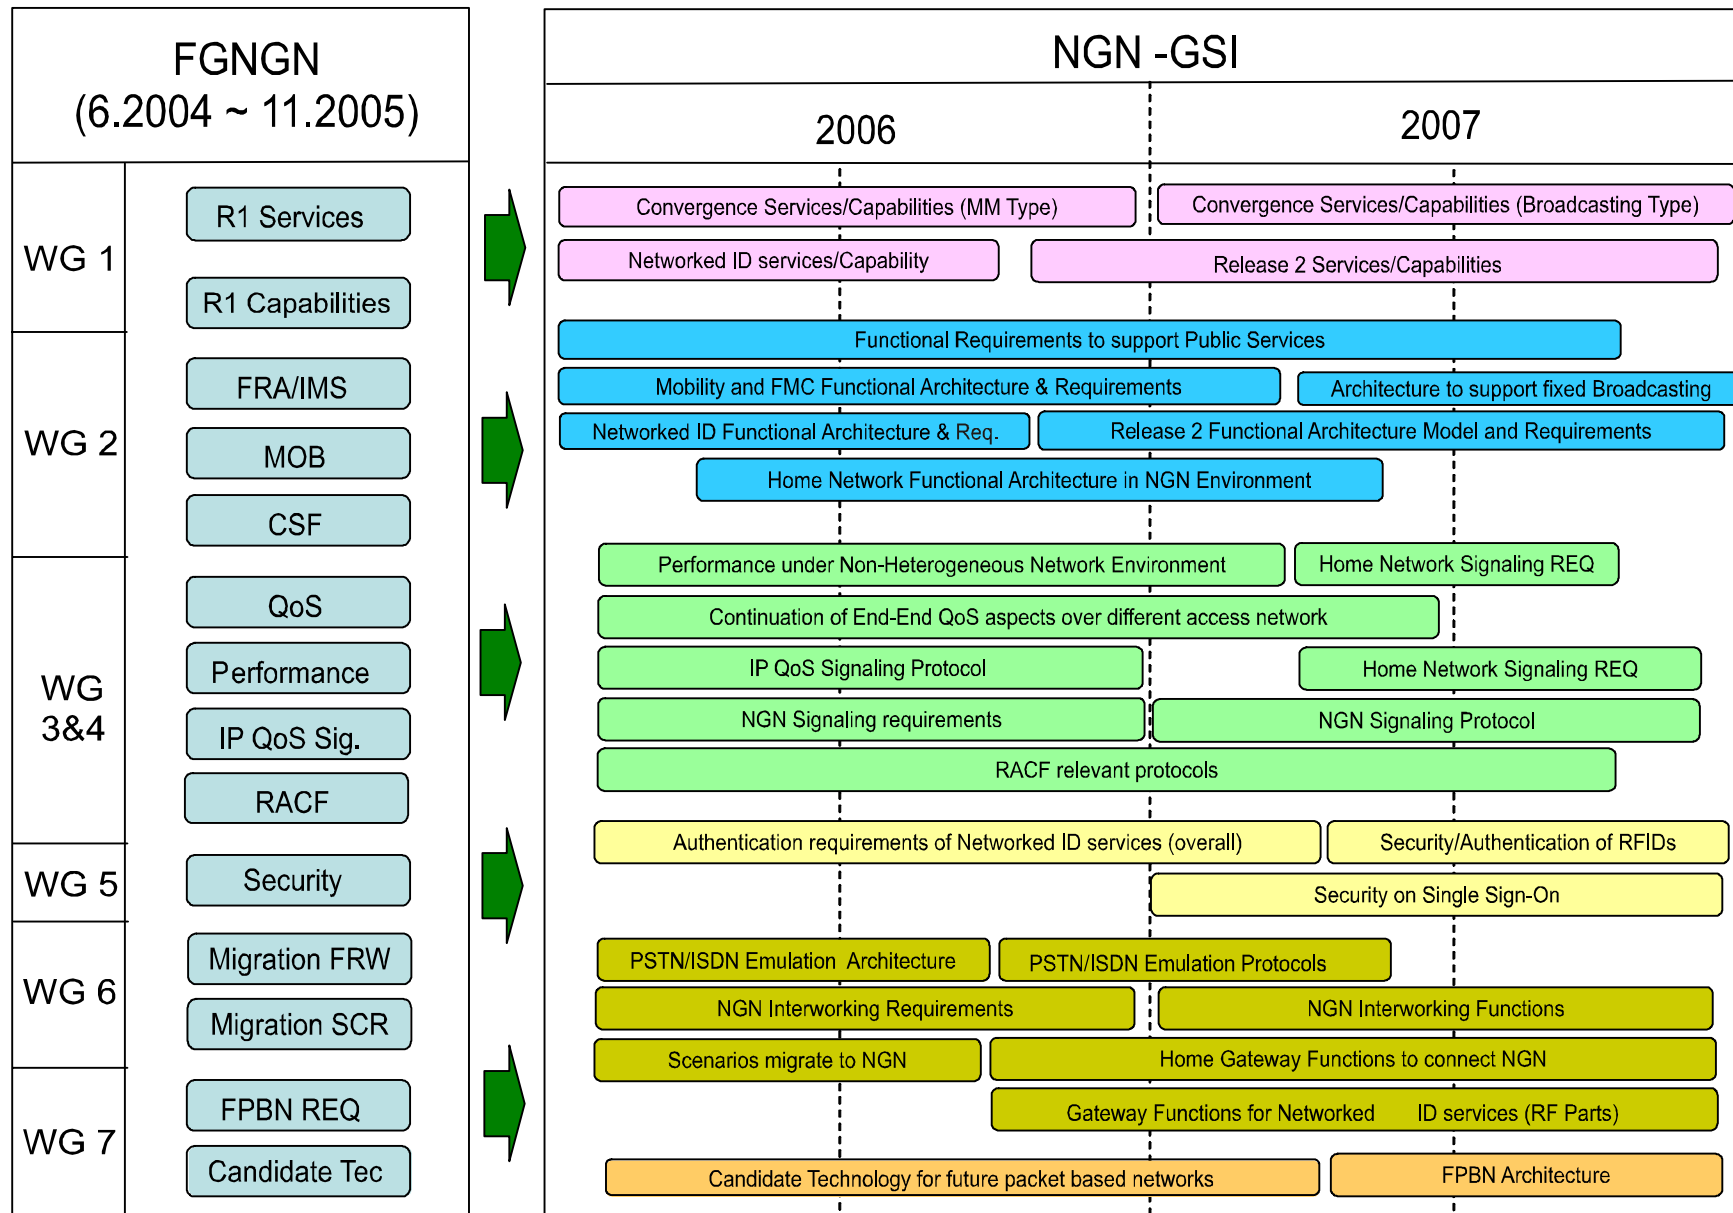 FGNGN
(6.2004 ~ 11.2005)
WG 1
R1 Services
R1 Capabilities
WG 2
FRA/IMS
MOB
CSF
WG
3&4
QoS
Performance
IP QoS Sig.
RACF
WG 5
Security
WG 6
Migration FRW
Migration SCR
WG 7
FPBN REQ
Candidate Tec
NGN -GSI
2006
2007
Convergence Services/Capabilities (MM Type)
Convergence Services/Capabilities (Broadcasting Type)
Networked ID services/Capability
Release 2 Services/Capabilities
Functional Requirements to support Public Services
Mobility and FMC Functional Architecture & Requirements
Architecture to support fixed Broadcasting
Networked ID Functional Architecture & Req.
Release 2 Functional Architecture Model and Requirements
Home Network Functional Architecture in NGN Environment
Performance under Non-Heterogeneous Network Environment
Home Network Signaling REQ
Continuation of End-End QoS aspects over different access network
IP QoS Signaling Protocol
Home Network Signaling REQ
NGN Signaling requirements
NGN Signaling Protocol
RACF relevant protocols
Authentication requirements of Networked ID services (overall)
Security/Authentication of RFIDs
Security on Single Sign-On
PSTN/ISDN Emulation Architecture
PSTN/ISDN Emulation Protocols
NGN Interworking Requirements
NGN Interworking Functions
Scenarios migrate to NGN
Home Gateway Functions to connect NGN
Gateway Functions for Networked ID services (RF Parts)
Candidate Technology for future packet based networks
FPBN Architecture